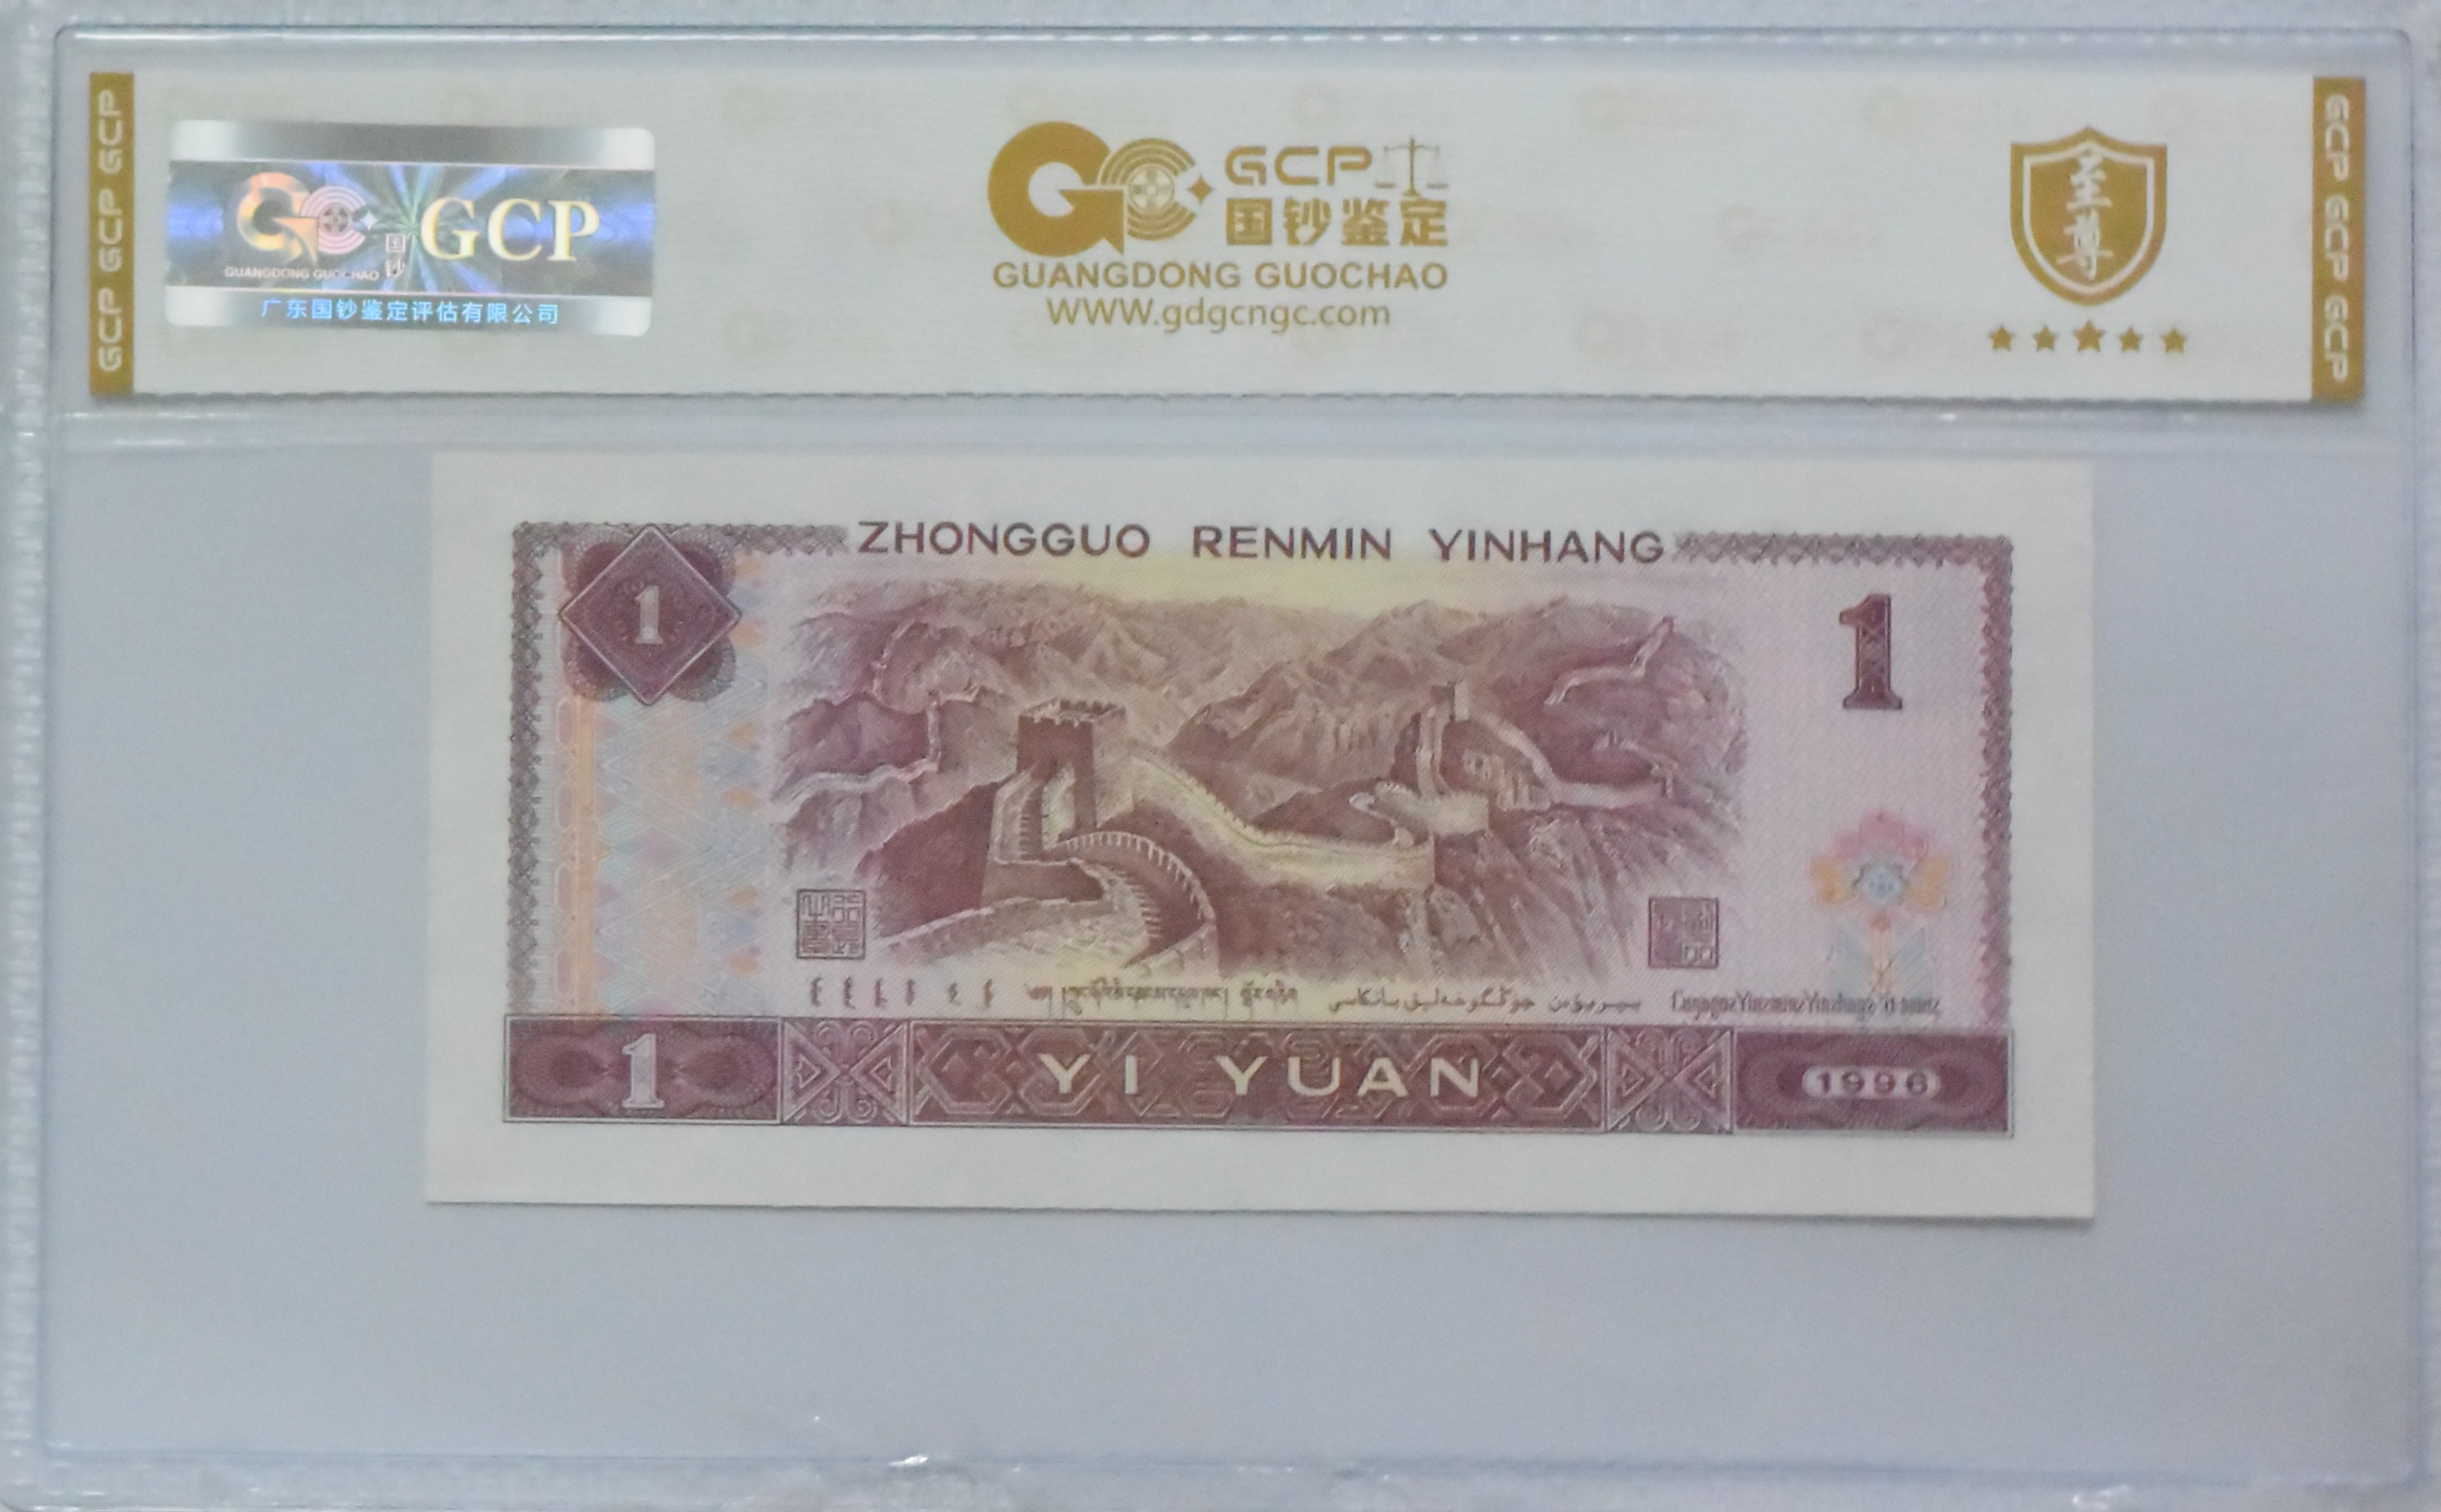 GCP GCP GCP
GCP
国钞
GUANGDONG GUOCHAO
广东国钞鉴定评估有限公司
GCP
国钞鉴定
GUANGDONG GUOCHAO
WWW.gdgcngc.com
至尊
GCP GCP GCP
ZHONGGUO RENMIN YINHANG
1
1
1 YI YUAN 1996